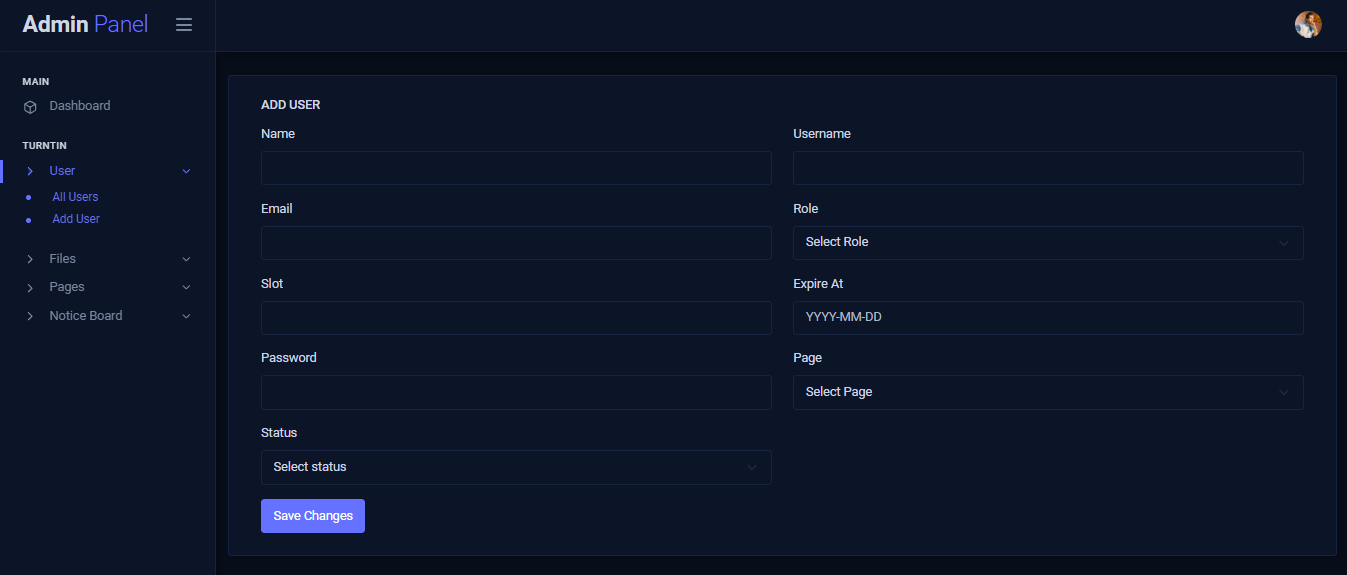 Admin Panel
MAIN
Dashboard
TURNTIN
User
All Users
Add User
Files
Pages
Notice Board
ADD USER
Name
Username
Email
Role
Select Role
Slot
Expire At
YYYY-MM-DD
Password
Page
Select Page
Status
Select status
Save Changes